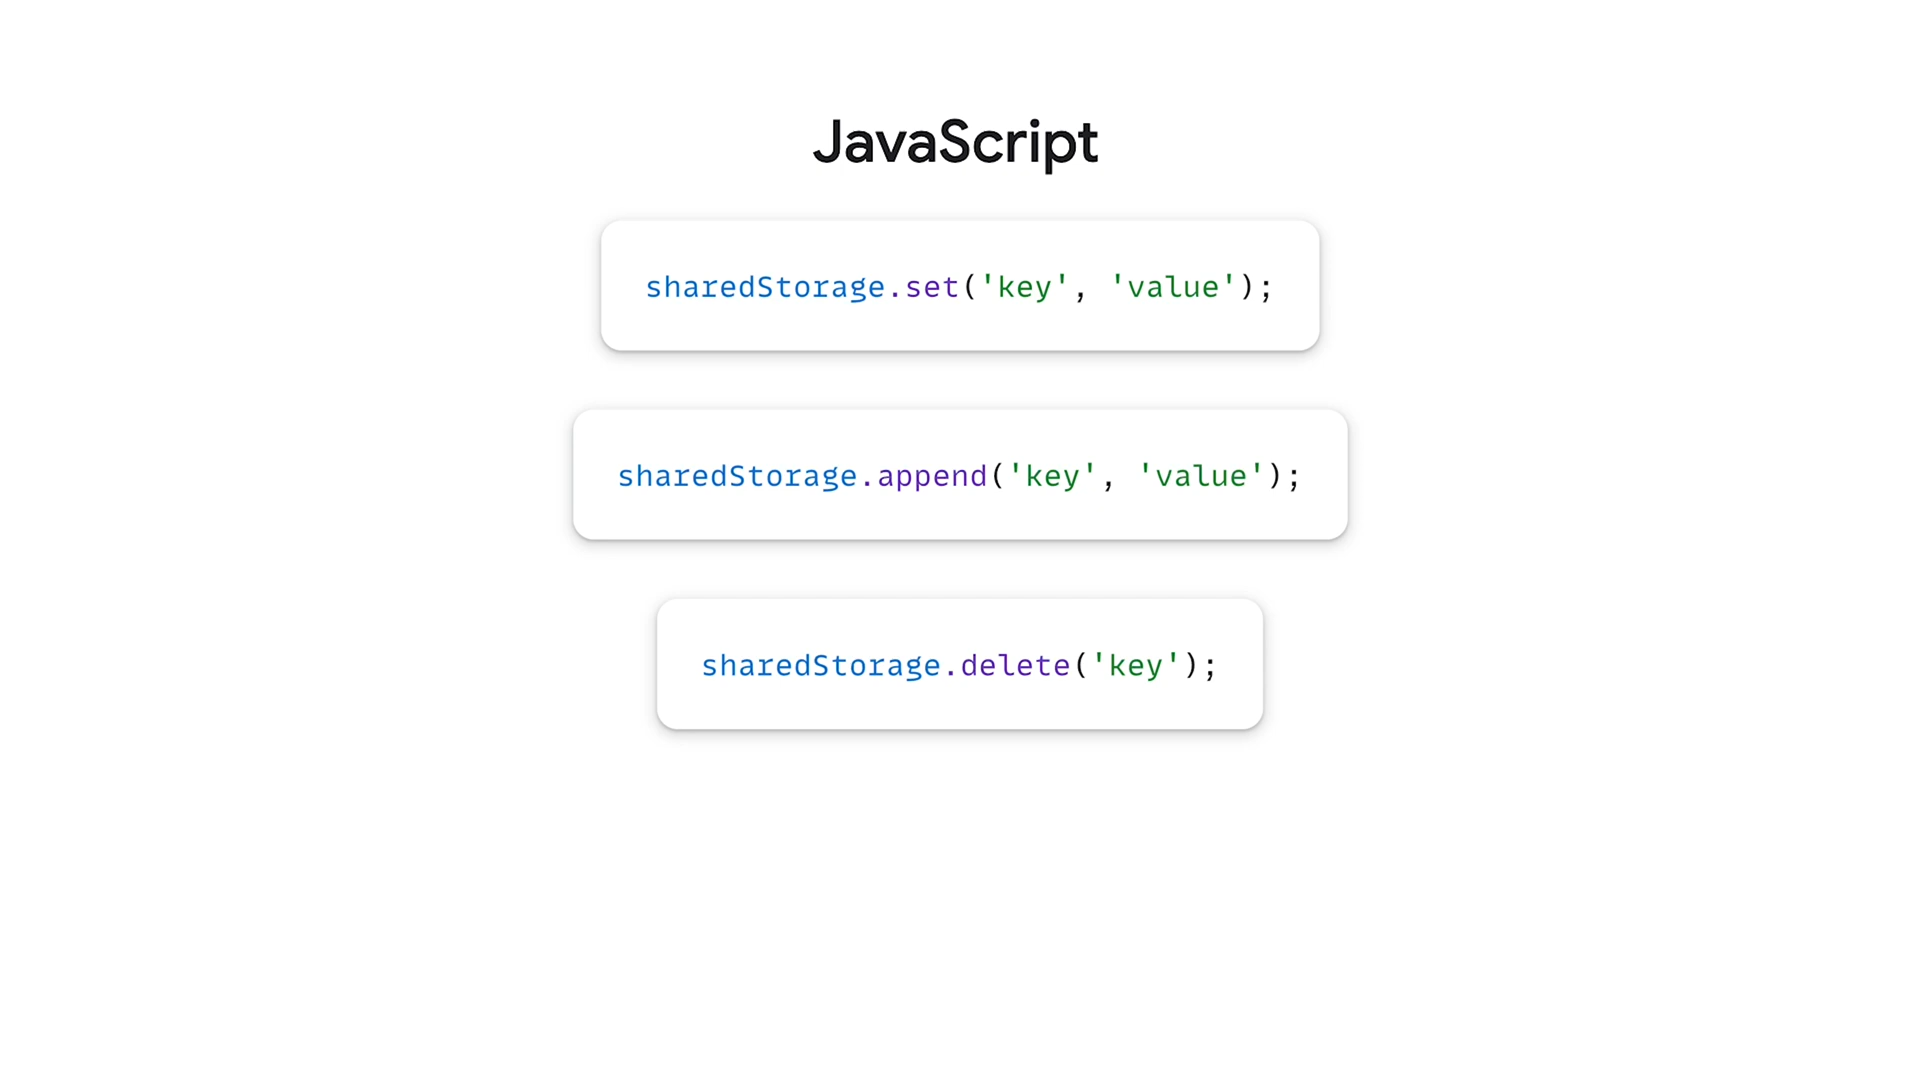 JavaScript
sharedStorage.set('key', 'value');
sharedStorage.append('key', 'value');
sharedStorage.delete('key');